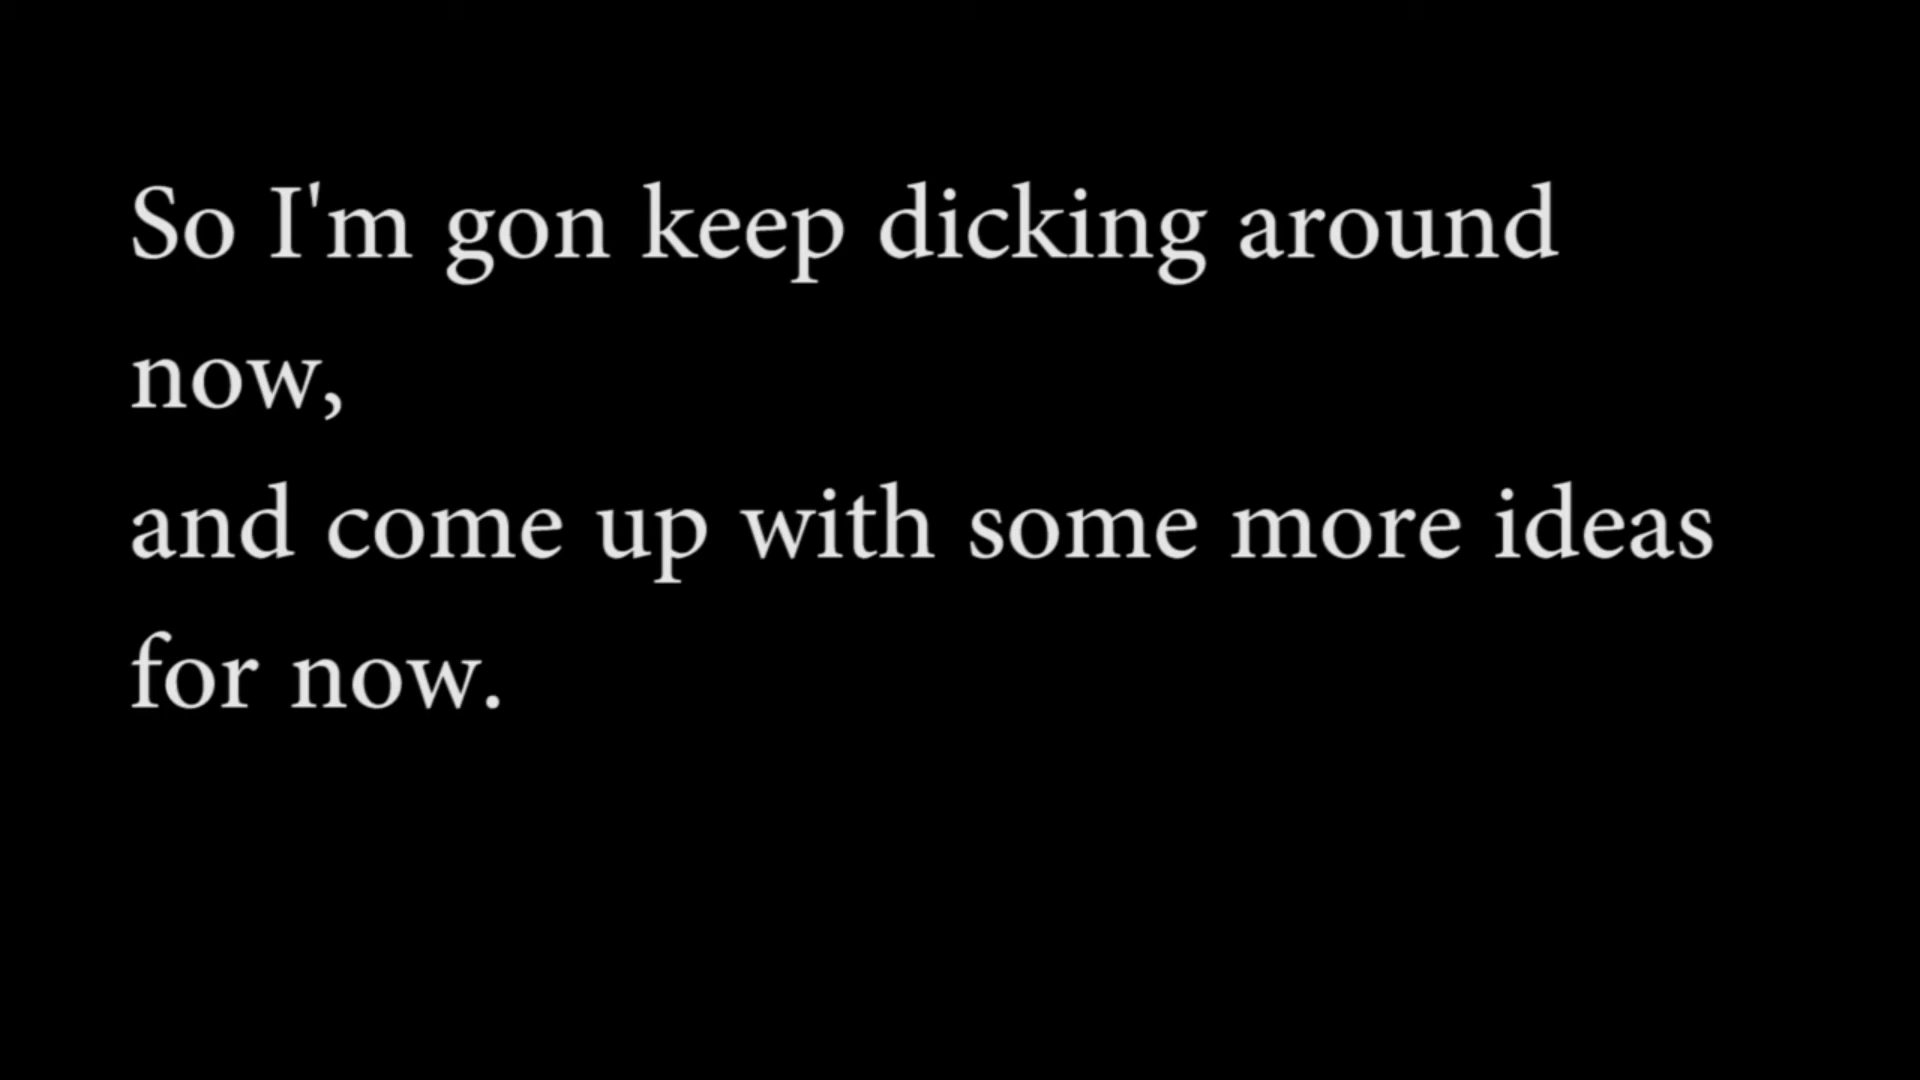 So I'm gon keep dicking around
now,
and come up with some more ideas
for now.